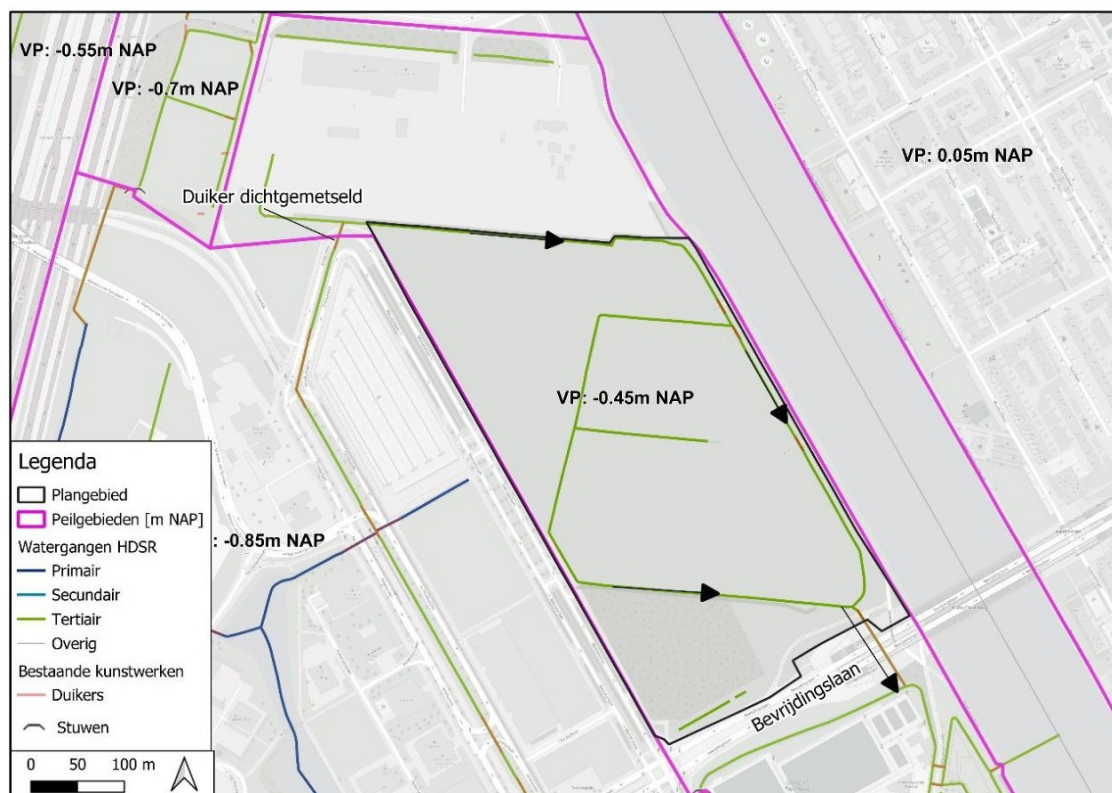 VP: -0.55m NAP
VP: -0.7m NAP
VP: 0.05m NAP
Duiker dichtgemetseld
VP: -0.45m NAP
: -0.85m NAP
Bevrijdingslaan
Legenda
Plangebied
Peilgebieden [m NAP]
Watergangen HDSR
Primair
Secundair
Tertiair
Overig
Bestaande kunstwerken
Duikers
Stuwen
0 50 100 m